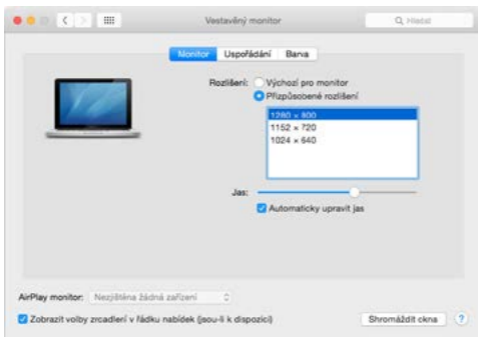 Vestavěný monitor
Hledat
Monitor Uspořádání Barva
Rozlišení: Výchozí pro monitor
Přizpůsobené rozlišení
1280 × 800
1152 × 720
1024 × 640
Jas:
Automaticky upravit jas
AirPlay monitor: Nezjištěna žádná zařízení
Zobrazit volby zrcadlení v řádku nabídek (jsou-li k dispozici)
Shromáždit okna ?